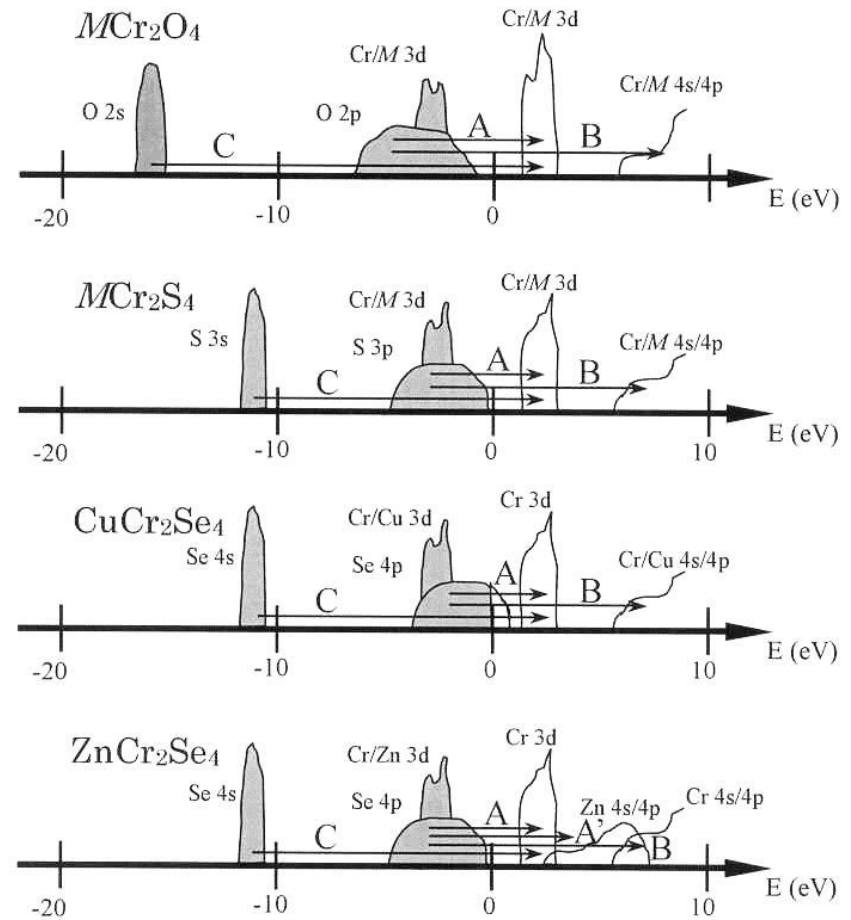 MCr₂O₄
Cr/M 3d
Cr/M 3d
Cr/M 4s/4p
O 2s
O 2p
A
B
C
-20
-10
0
E (eV)
MCr₂S₄
Cr/M 3d
Cr/M 3d
S 3s
S 3p
Cr/M 4s/4p
A
B
C
-20
-10
0
10
E (eV)
CuCr₂Se₄
Cr/Cu 3d
Cr 3d
Se 4s
Se 4p
Cr/Cu 4s/4p
A
B
C
-20
-10
0
10
E (eV)
ZnCr₂Se₄
Cr/Zn 3d
Cr 3d
Se 4s
Se 4p
Zn 4s/4p
Cr 4s/4p
A
A'
B
C
-20
-10
0
10
E (eV)